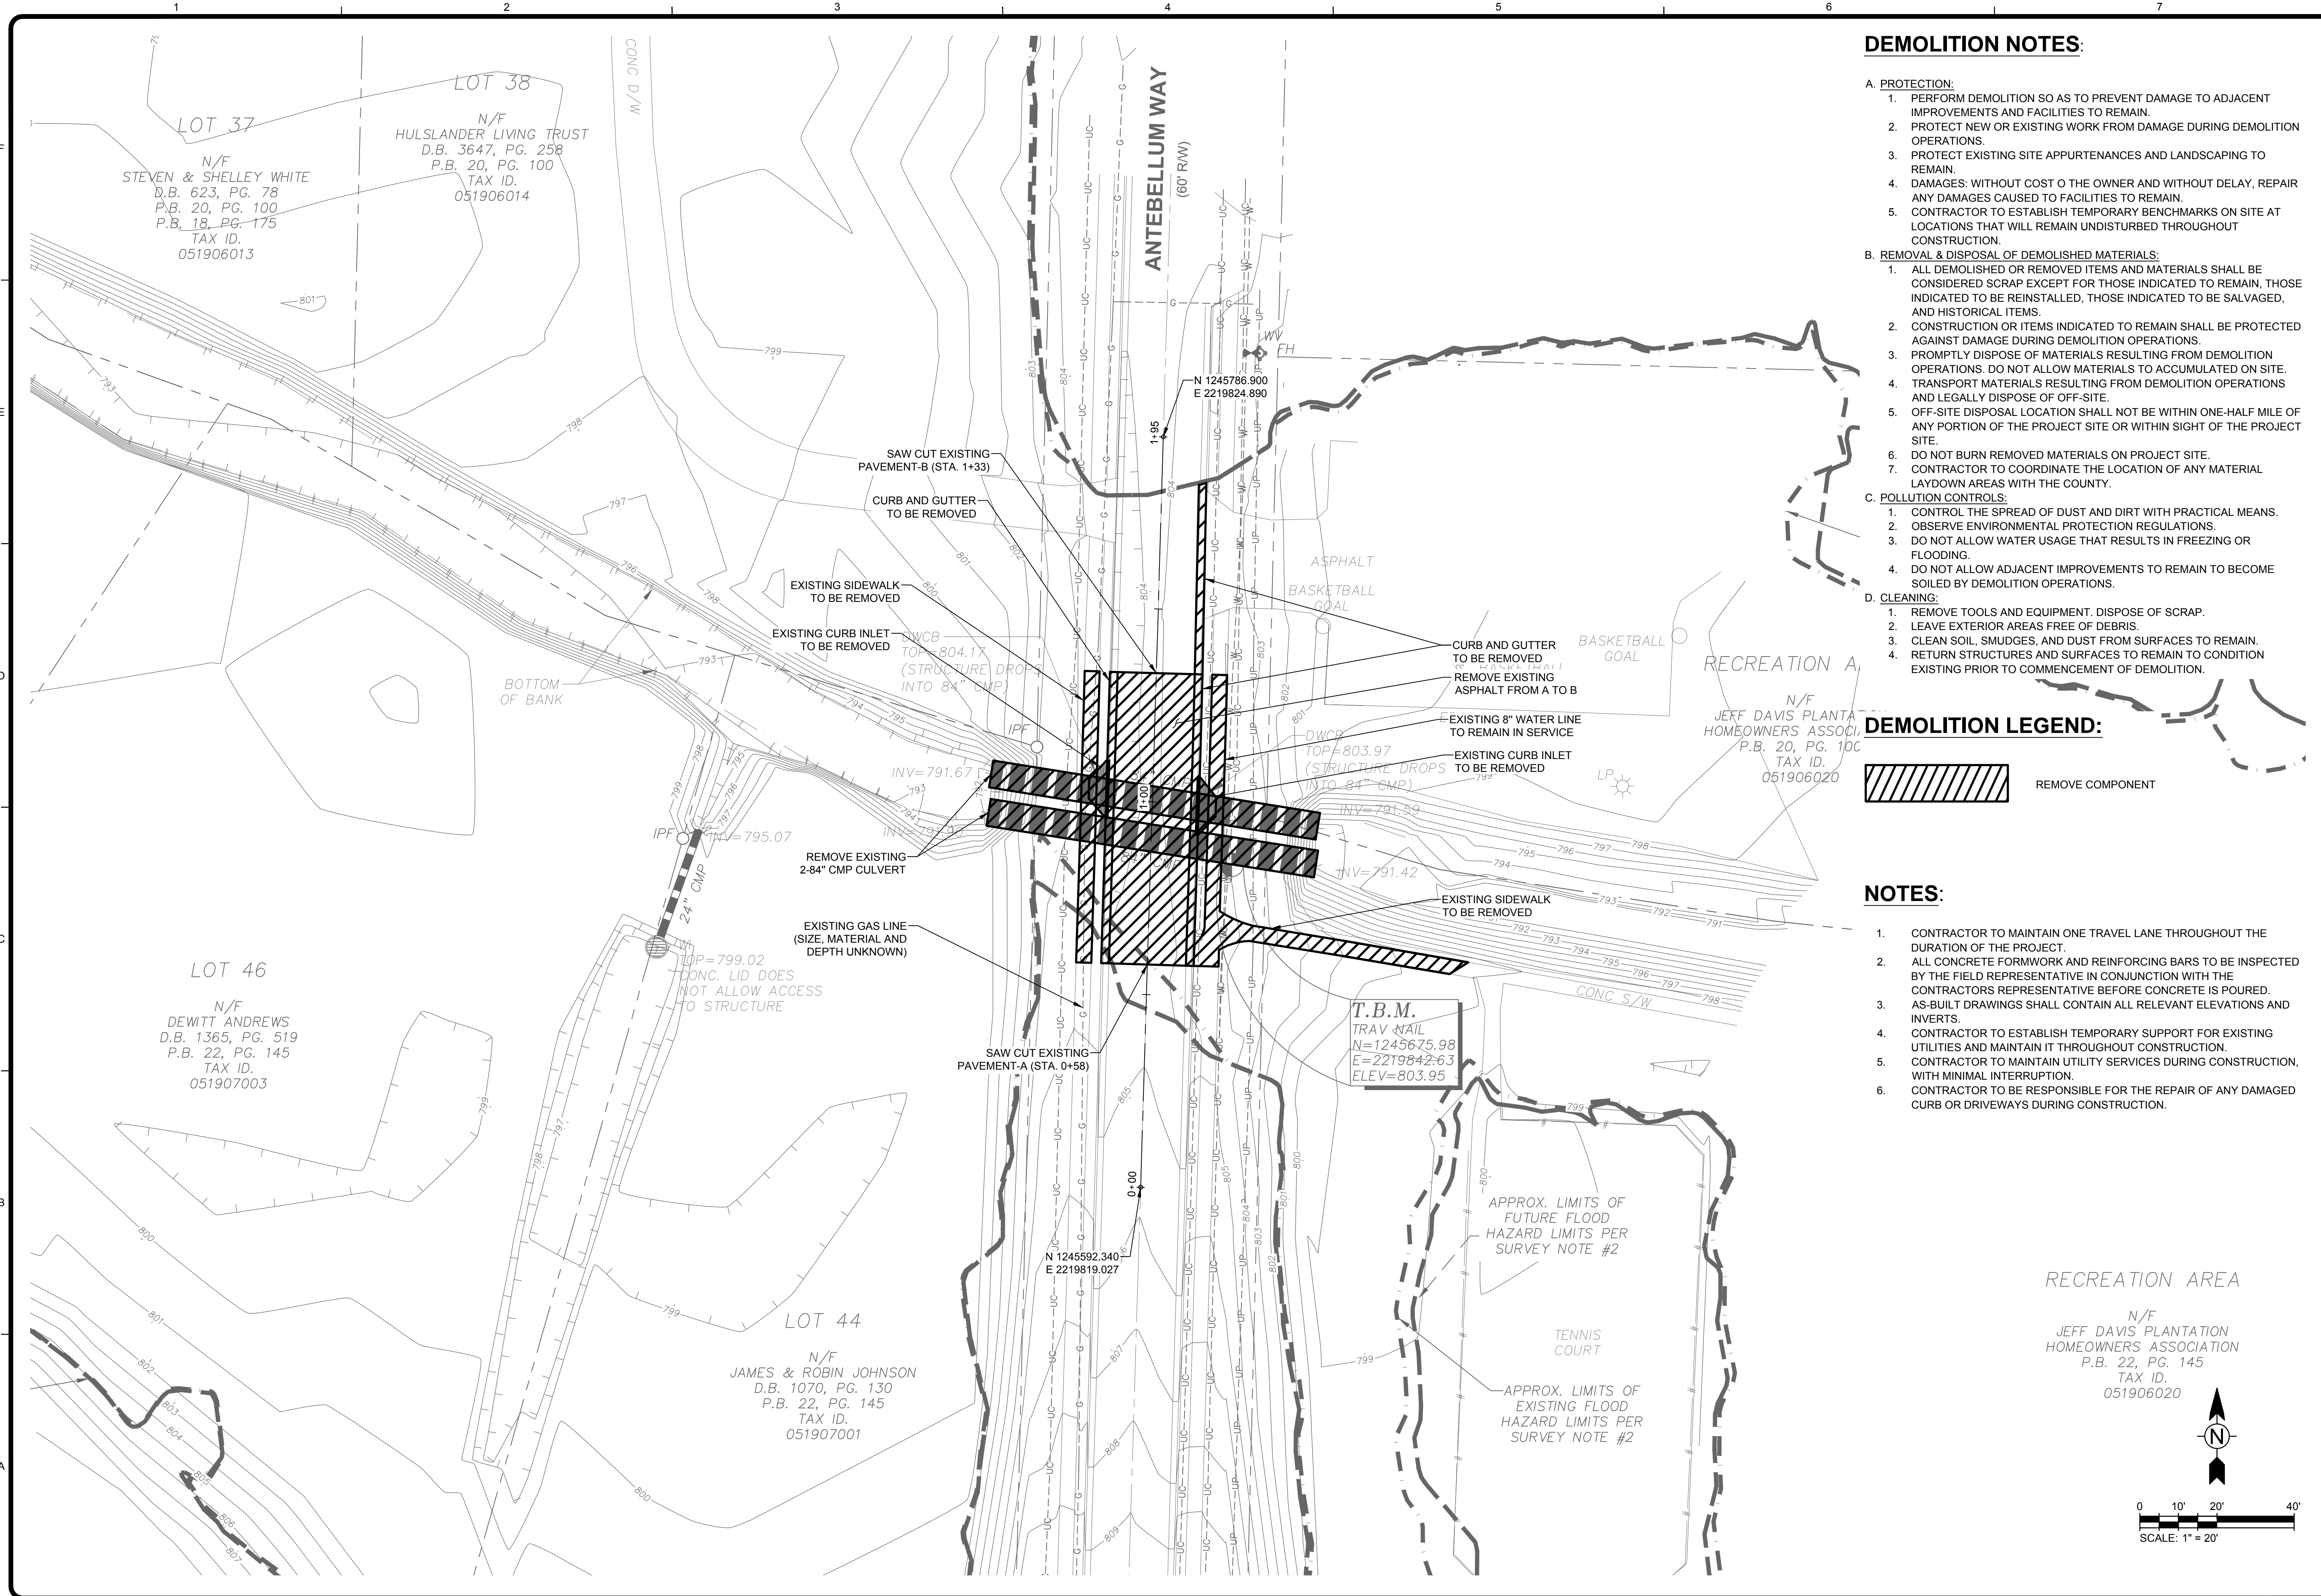 1 2 3 4 5 6 7
F
E
D
C
B
A
LOT 37
N/F
STEVEN & SHELLEY WHITE
D.B. 623, PG. 78
P.B. 20, PG. 100
P.B. 18, PG. 175
TAX ID.
051906013
LOT 38
N/F
HULSLANDER LIVING TRUST
D.B. 3647, PG. 258
P.B. 20, PG. 100
TAX ID.
051906014
CONC D/W
ANTEBELLUM WAY
(60' R/W)
WV
FH
N 1245786.900
E 2219824.890
1+95
SAW CUT EXISTING
PAVEMENT-B (STA. 1+33)
CURB AND GUTTER
TO BE REMOVED
EXISTING SIDEWALK
TO BE REMOVED
EXISTING CURB INLET
TO BE REMOVED
DWCB
TOP=804.17
(STRUCTURE DROPS
INTO 84" CMP)
BOTTOM
OF BANK
IPF
INV=791.67
1+00
84" CMP
REMOVE EXISTING
2-84" CMP CULVERT
EXISTING GAS LINE
(SIZE, MATERIAL AND
DEPTH UNKNOWN)
SAW CUT EXISTING
PAVEMENT-A (STA. 0+58)
IPF
INV=795.07
24" CMP
TOP=799.02
CONC. LID DOES
NOT ALLOW ACCESS
TO STRUCTURE
ASPHALT
BASKETBALL
GOAL
BASKETBALL
GOAL
CURB AND GUTTER
TO BE REMOVED
REMOVE EXISTING
ASPHALT FROM A TO B
EXISTING 8" WATER LINE
TO REMAIN IN SERVICE
EXISTING CURB INLET
TO BE REMOVED
DWCB
TOP=803.97
(STRUCTURE DROPS
INTO 84" CMP)
INV=791.59
INV=791.42
LP
EXISTING SIDEWALK
TO BE REMOVED
CONC S/W
T.B.M.
TRAV NAIL
N=1245675.98
E=2219842.63
ELEV=803.95
RECREATION A
N/F
JEFF DAVIS PLANTA
HOMEOWNERS ASSOCI
P.B. 20, PG. 100
TAX ID.
051906020
LOT 46
N/F
DEWITT ANDREWS
D.B. 1365, PG. 519
P.B. 22, PG. 145
TAX ID.
051907003
0+00
N 1245592.340
E 2219819.027
LOT 44
N/F
JAMES & ROBIN JOHNSON
D.B. 1070, PG. 130
P.B. 22, PG. 145
TAX ID.
051907001
APPROX. LIMITS OF
FUTURE FLOOD
HAZARD LIMITS PER
SURVEY NOTE #2
TENNIS
COURT
APPROX. LIMITS OF
EXISTING FLOOD
HAZARD LIMITS PER
SURVEY NOTE #2
DEMOLITION NOTES:
A. PROTECTION:
1. PERFORM DEMOLITION SO AS TO PREVENT DAMAGE TO ADJACENT
IMPROVEMENTS AND FACILITIES TO REMAIN.
2. PROTECT NEW OR EXISTING WORK FROM DAMAGE DURING DEMOLITION
OPERATIONS.
3. PROTECT EXISTING SITE APPURTENANCES AND LANDSCAPING TO
REMAIN.
4. DAMAGES: WITHOUT COST O THE OWNER AND WITHOUT DELAY, REPAIR
ANY DAMAGES CAUSED TO FACILITIES TO REMAIN.
5. CONTRACTOR TO ESTABLISH TEMPORARY BENCHMARKS ON SITE AT
LOCATIONS THAT WILL REMAIN UNDISTURBED THROUGHOUT
CONSTRUCTION.
B. REMOVAL & DISPOSAL OF DEMOLISHED MATERIALS:
1. ALL DEMOLISHED OR REMOVED ITEMS AND MATERIALS SHALL BE
CONSIDERED SCRAP EXCEPT FOR THOSE INDICATED TO REMAIN, THOSE
INDICATED TO BE REINSTALLED, THOSE INDICATED TO BE SALVAGED,
AND HISTORICAL ITEMS.
2. CONSTRUCTION OR ITEMS INDICATED TO REMAIN SHALL BE PROTECTED
AGAINST DAMAGE DURING DEMOLITION OPERATIONS.
3. PROMPTLY DISPOSE OF MATERIALS RESULTING FROM DEMOLITION
OPERATIONS. DO NOT ALLOW MATERIALS TO ACCUMULATED ON SITE.
4. TRANSPORT MATERIALS RESULTING FROM DEMOLITION OPERATIONS
AND LEGALLY DISPOSE OF OFF-SITE.
5. OFF-SITE DISPOSAL LOCATION SHALL NOT BE WITHIN ONE-HALF MILE OF
ANY PORTION OF THE PROJECT SITE OR WITHIN SIGHT OF THE PROJECT
SITE.
6. DO NOT BURN REMOVED MATERIALS ON PROJECT SITE.
7. CONTRACTOR TO COORDINATE THE LOCATION OF ANY MATERIAL
LAYDOWN AREAS WITH THE COUNTY.
C. POLLUTION CONTROLS:
1. CONTROL THE SPREAD OF DUST AND DIRT WITH PRACTICAL MEANS.
2. OBSERVE ENVIRONMENTAL PROTECTION REGULATIONS.
3. DO NOT ALLOW WATER USAGE THAT RESULTS IN FREEZING OR
FLOODING.
4. DO NOT ALLOW ADJACENT IMPROVEMENTS TO REMAIN TO BECOME
SOILED BY DEMOLITION OPERATIONS.
D. CLEANING:
1. REMOVE TOOLS AND EQUIPMENT. DISPOSE OF SCRAP.
2. LEAVE EXTERIOR AREAS FREE OF DEBRIS.
3. CLEAN SOIL, SMUDGES, AND DUST FROM SURFACES TO REMAIN.
4. RETURN STRUCTURES AND SURFACES TO REMAIN TO CONDITION
EXISTING PRIOR TO COMMENCEMENT OF DEMOLITION.
DEMOLITION LEGEND:
REMOVE COMPONENT
NOTES:
1. CONTRACTOR TO MAINTAIN ONE TRAVEL LANE THROUGHOUT THE
DURATION OF THE PROJECT.
2. ALL CONCRETE FORMWORK AND REINFORCING BARS TO BE INSPECTED
BY THE FIELD REPRESENTATIVE IN CONJUNCTION WITH THE
CONTRACTORS REPRESENTATIVE BEFORE CONCRETE IS POURED.
3. AS-BUILT DRAWINGS SHALL CONTAIN ALL RELEVANT ELEVATIONS AND
INVERTS.
4. CONTRACTOR TO ESTABLISH TEMPORARY SUPPORT FOR EXISTING
UTILITIES AND MAINTAIN IT THROUGHOUT CONSTRUCTION.
5. CONTRACTOR TO MAINTAIN UTILITY SERVICES DURING CONSTRUCTION,
WITH MINIMAL INTERRUPTION.
6. CONTRACTOR TO BE RESPONSIBLE FOR THE REPAIR OF ANY DAMAGED
CURB OR DRIVEWAYS DURING CONSTRUCTION.
RECREATION AREA
N/F
JEFF DAVIS PLANTATION
HOMEOWNERS ASSOCIATION
P.B. 22, PG. 145
TAX ID.
051906020
N
0 10' 20' 40'
SCALE: 1" = 20'